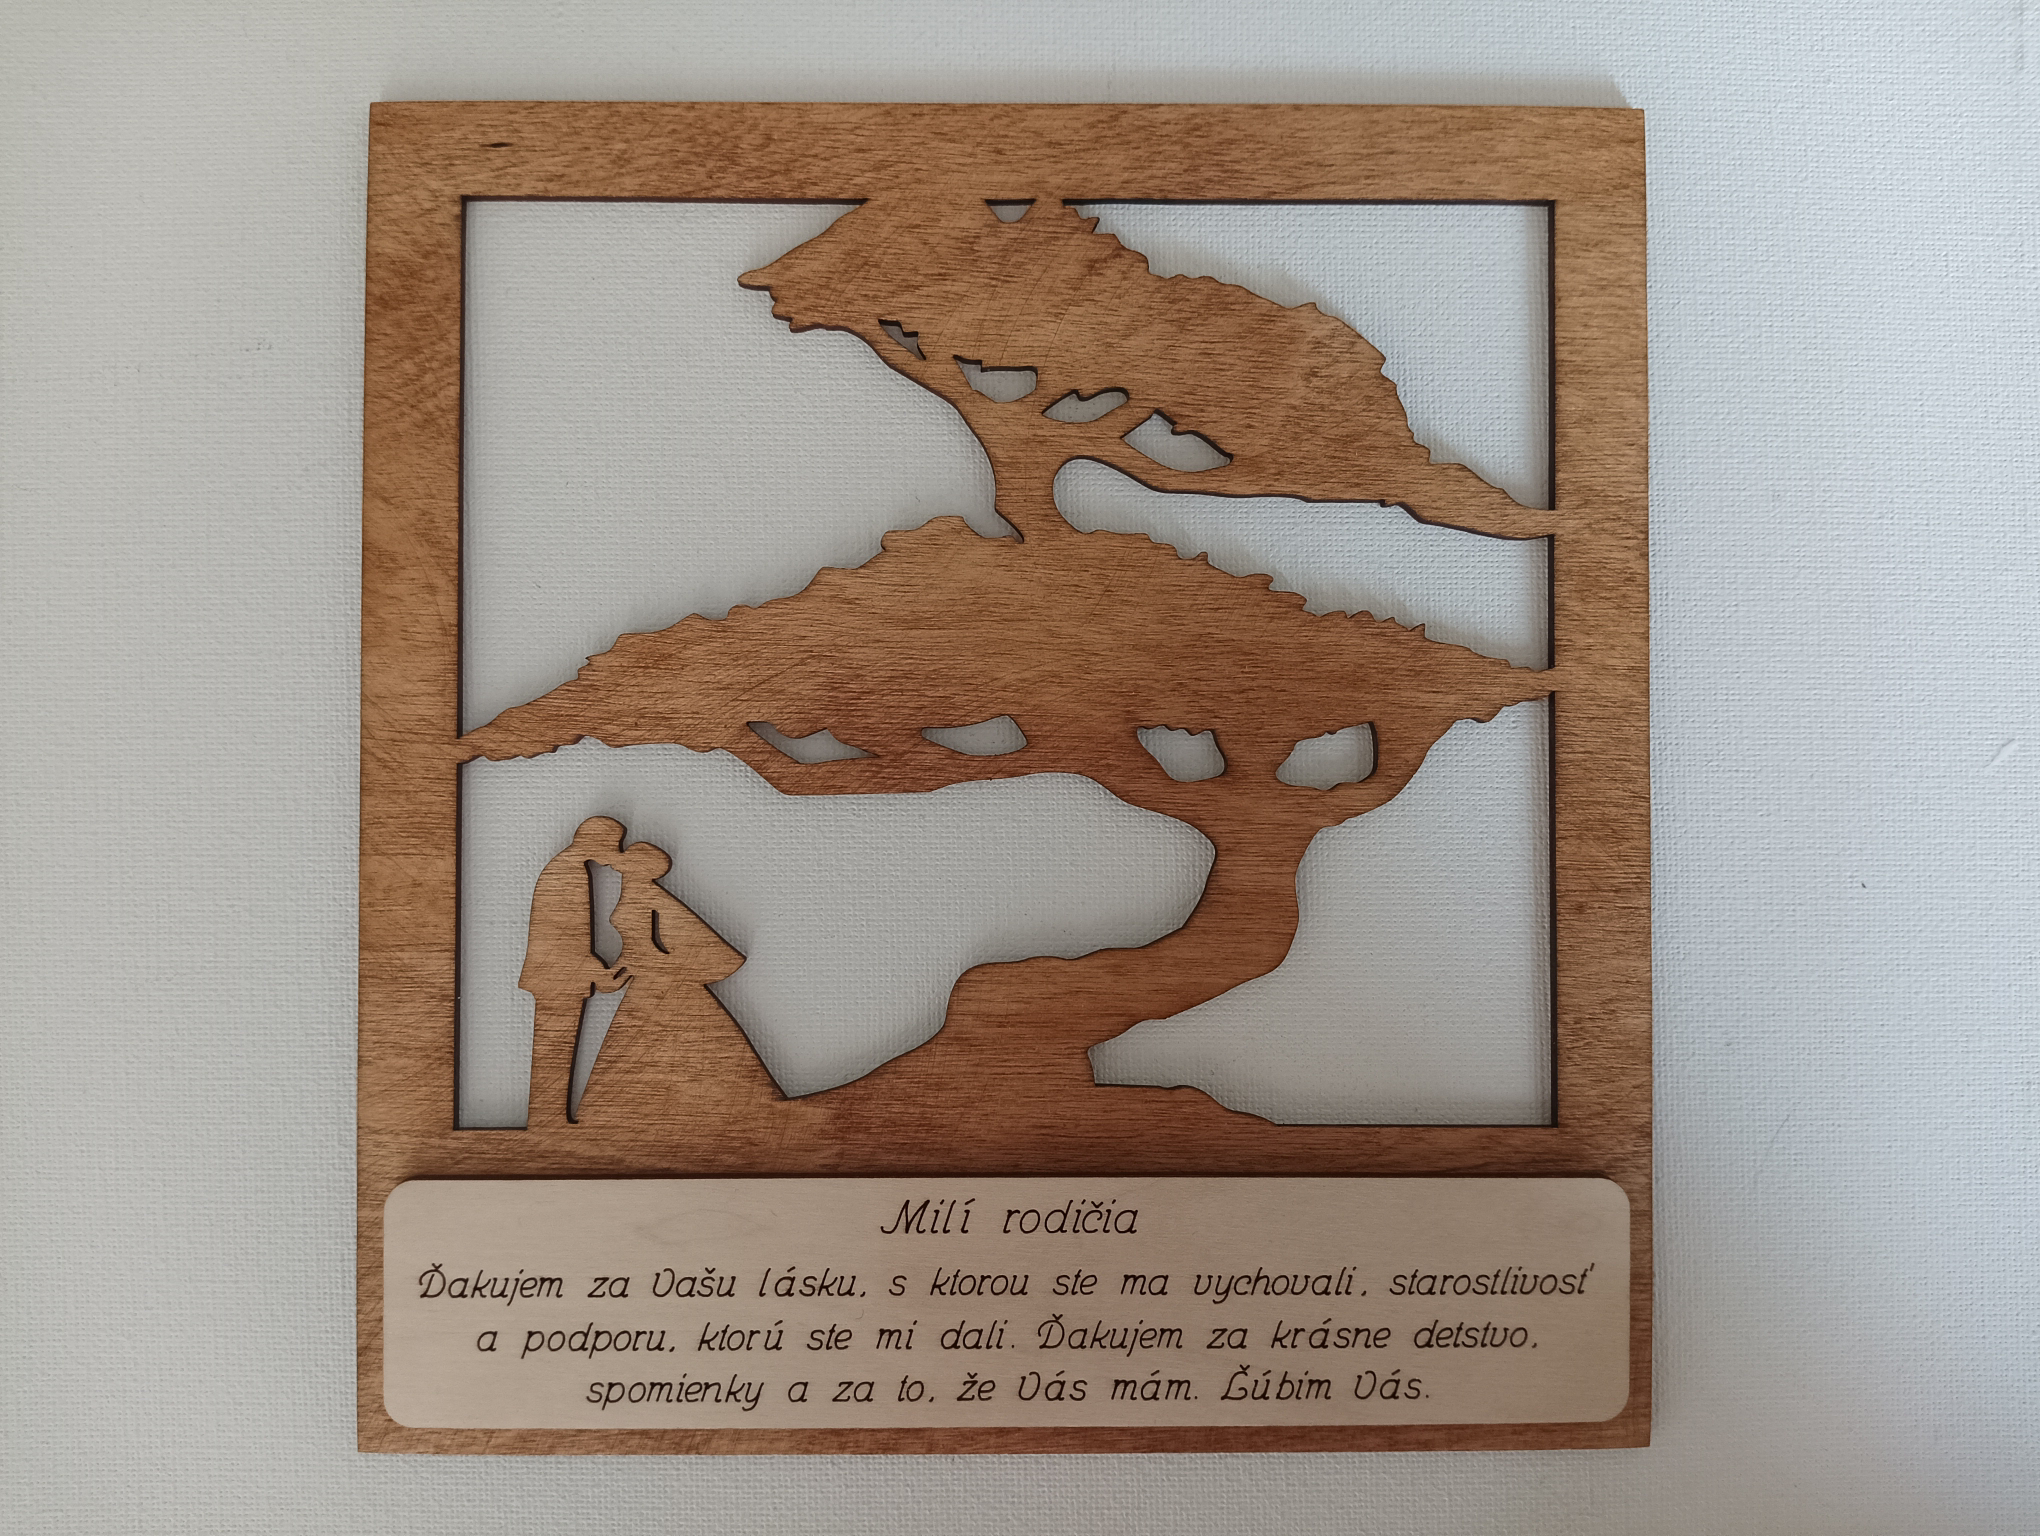 Milí rodičia
Ďakujem za Vašu lásku, s ktorou ste ma vychovali, starostlivosť
a podporu, ktorú ste mi dali. Ďakujem za krásne detstvo,
spomienky a za to, že Vás mám. Ľúbim Vás.